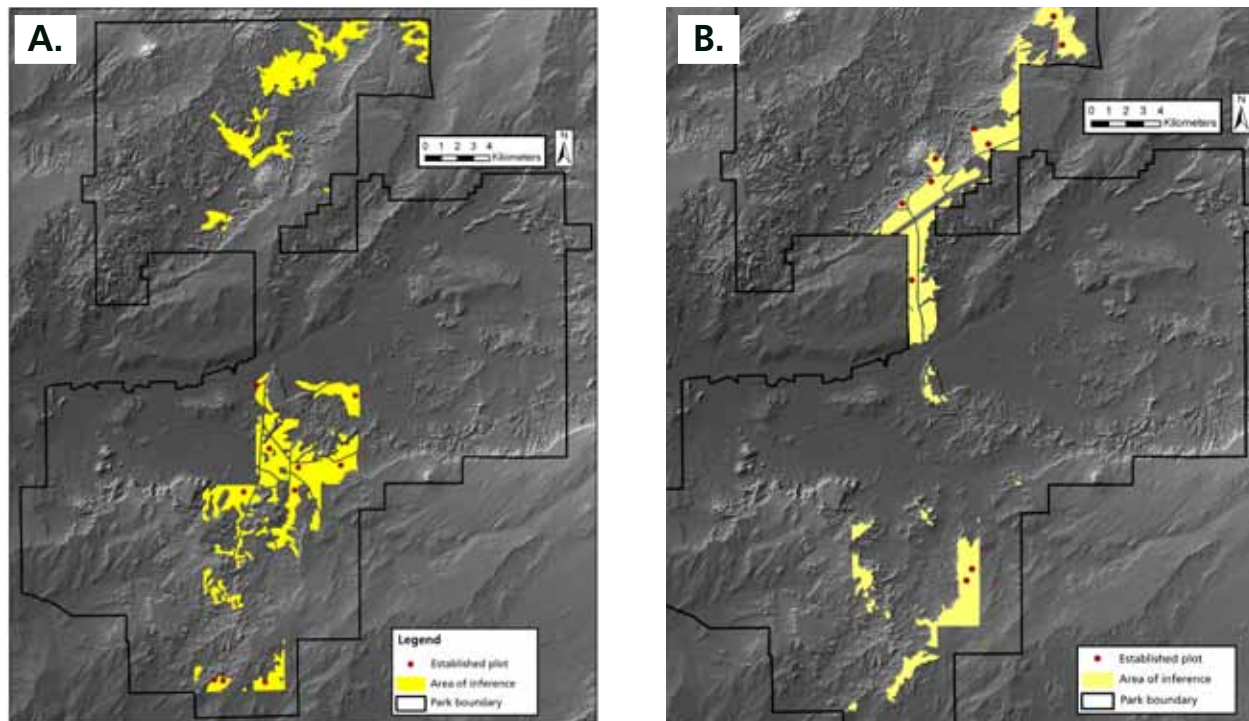 A.
N
0 1 2 3 4
Kilometers
Legend
Established plot
Area of inference
Park boundary
B.
N
0 1 2 3 4
Kilometers
Established plot
Area of inference
Park boundary